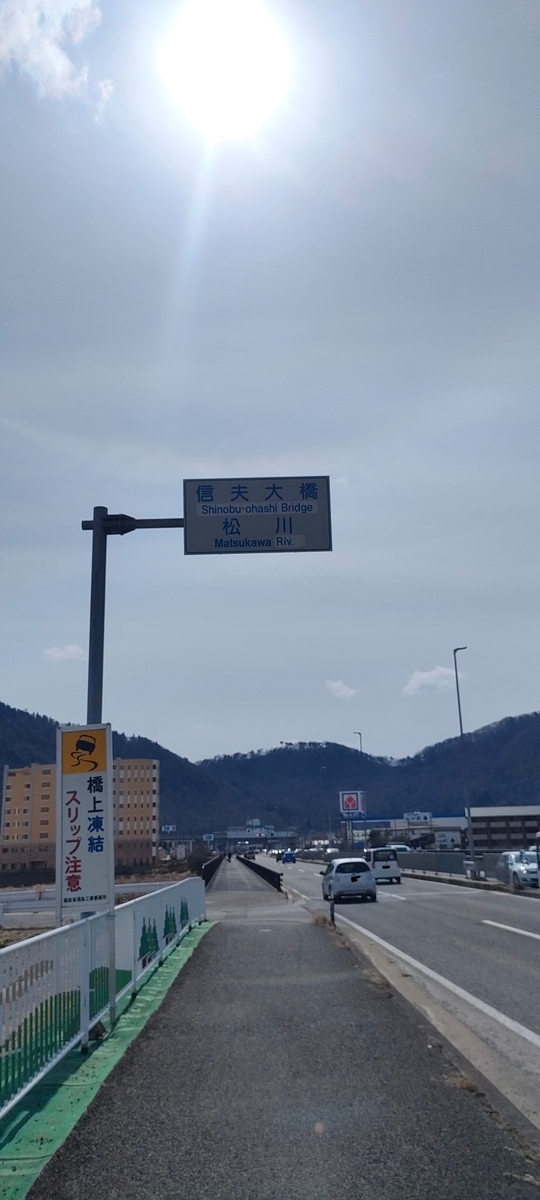 信夫大橋
Shinobu-ohashi Bridge
松川
Matsukawa Riv.
橋上凍結
スリップ注意